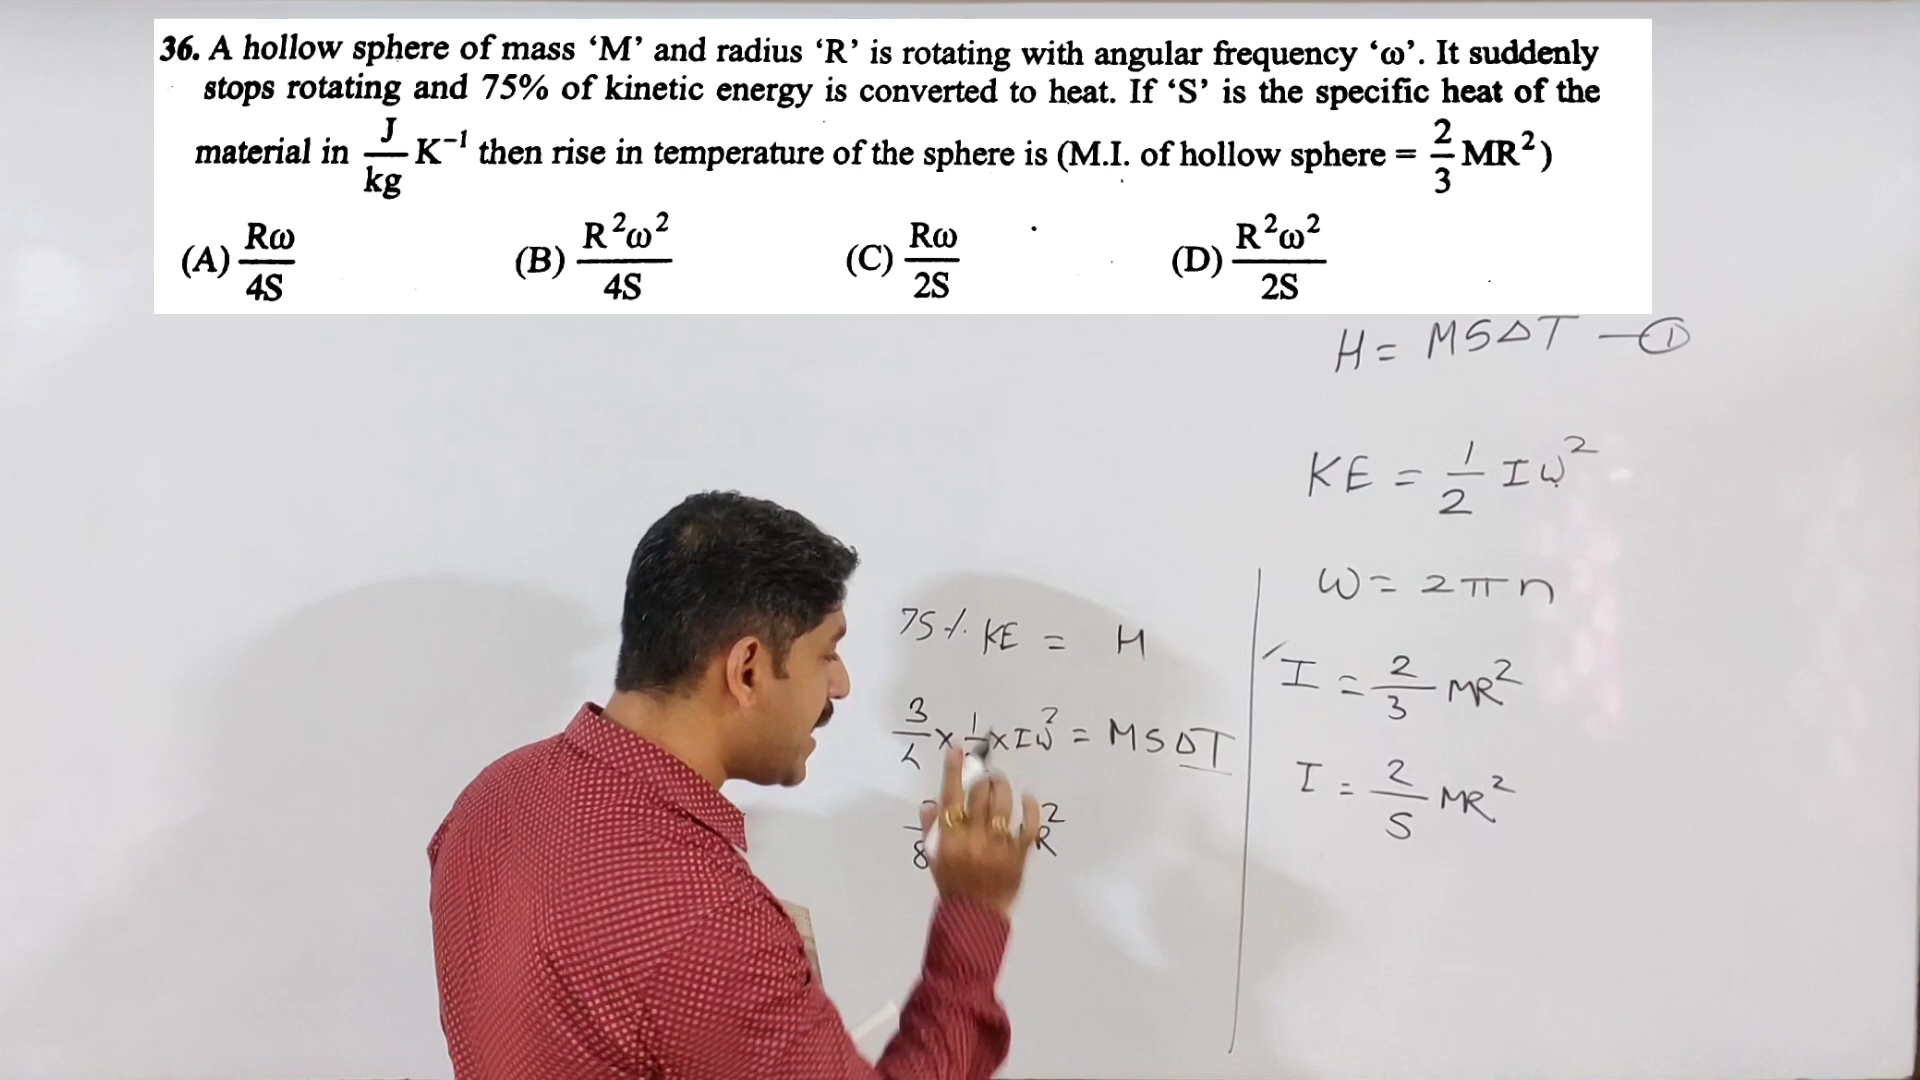 36. A hollow sphere of mass ‘M’ and radius ‘R’ is rotating with angular frequency ‘ω’. It suddenly
stops rotating and 75% of kinetic energy is converted to heat. If ‘S’ is the specific heat of the
material in J/kg K⁻¹ then rise in temperature of the sphere is (M.I. of hollow sphere = 2/3 MR²)
(A) Rω/4S (B) R²ω²/4S (C) Rω/2S (D) R²ω²/2S
H = MSΔT —①
KE = 1/2 Iω²
ω = 2πn
75% KE = H
I = 2/3 MR²
3/4 × 1/ × Iω² = MSΔT
I = 2/5 MR²
8 R²